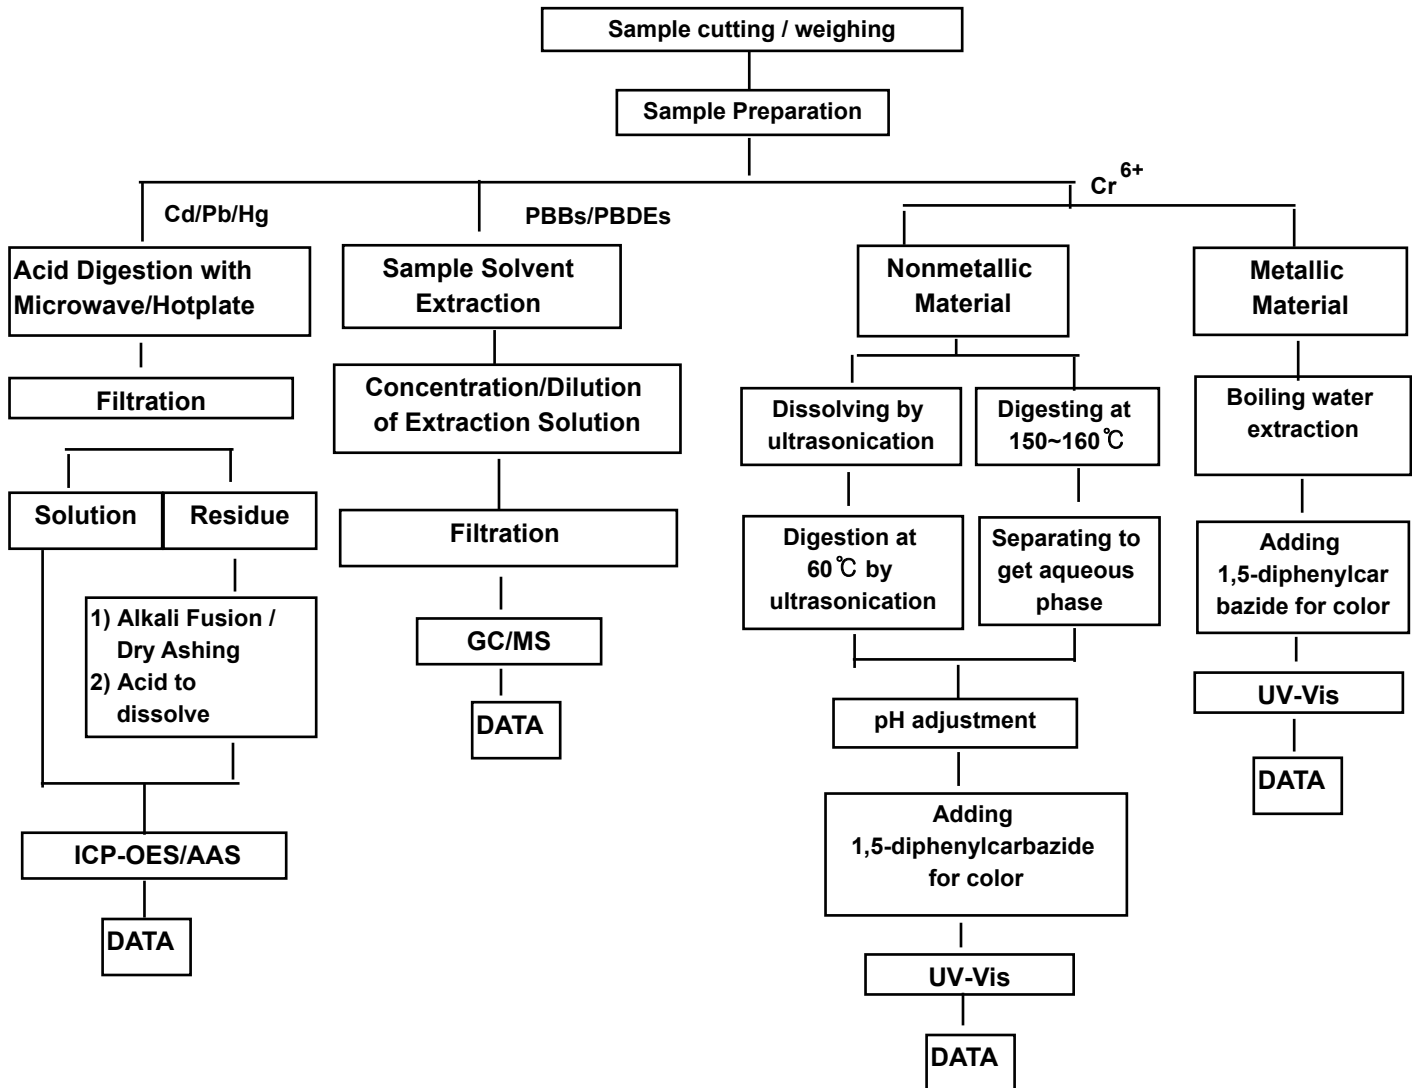 Sample cutting / weighing
Sample Preparation
Cr 6+
Cd/Pb/Hg
PBBs/PBDEs
Acid Digestion with
Microwave/Hotplate
Filtration
Solution
Residue
1) Alkali Fusion /
Dry Ashing
2) Acid to
dissolve
ICP-OES/AAS
DATA
Sample Solvent
Extraction
Concentration/Dilution
of Extraction Solution
Filtration
GC/MS
DATA
Nonmetallic
Material
Dissolving by
ultrasonication
Digestion at
60℃ by
ultrasonication
Digesting at
150~160℃
Separating to
get aqueous
phase
pH adjustment
Adding
1,5-diphenylcarbazide
for color
UV-Vis
DATA
Metallic
Material
Boiling water
extraction
Adding
1,5-diphenylcar
bazide for color
UV-Vis
DATA